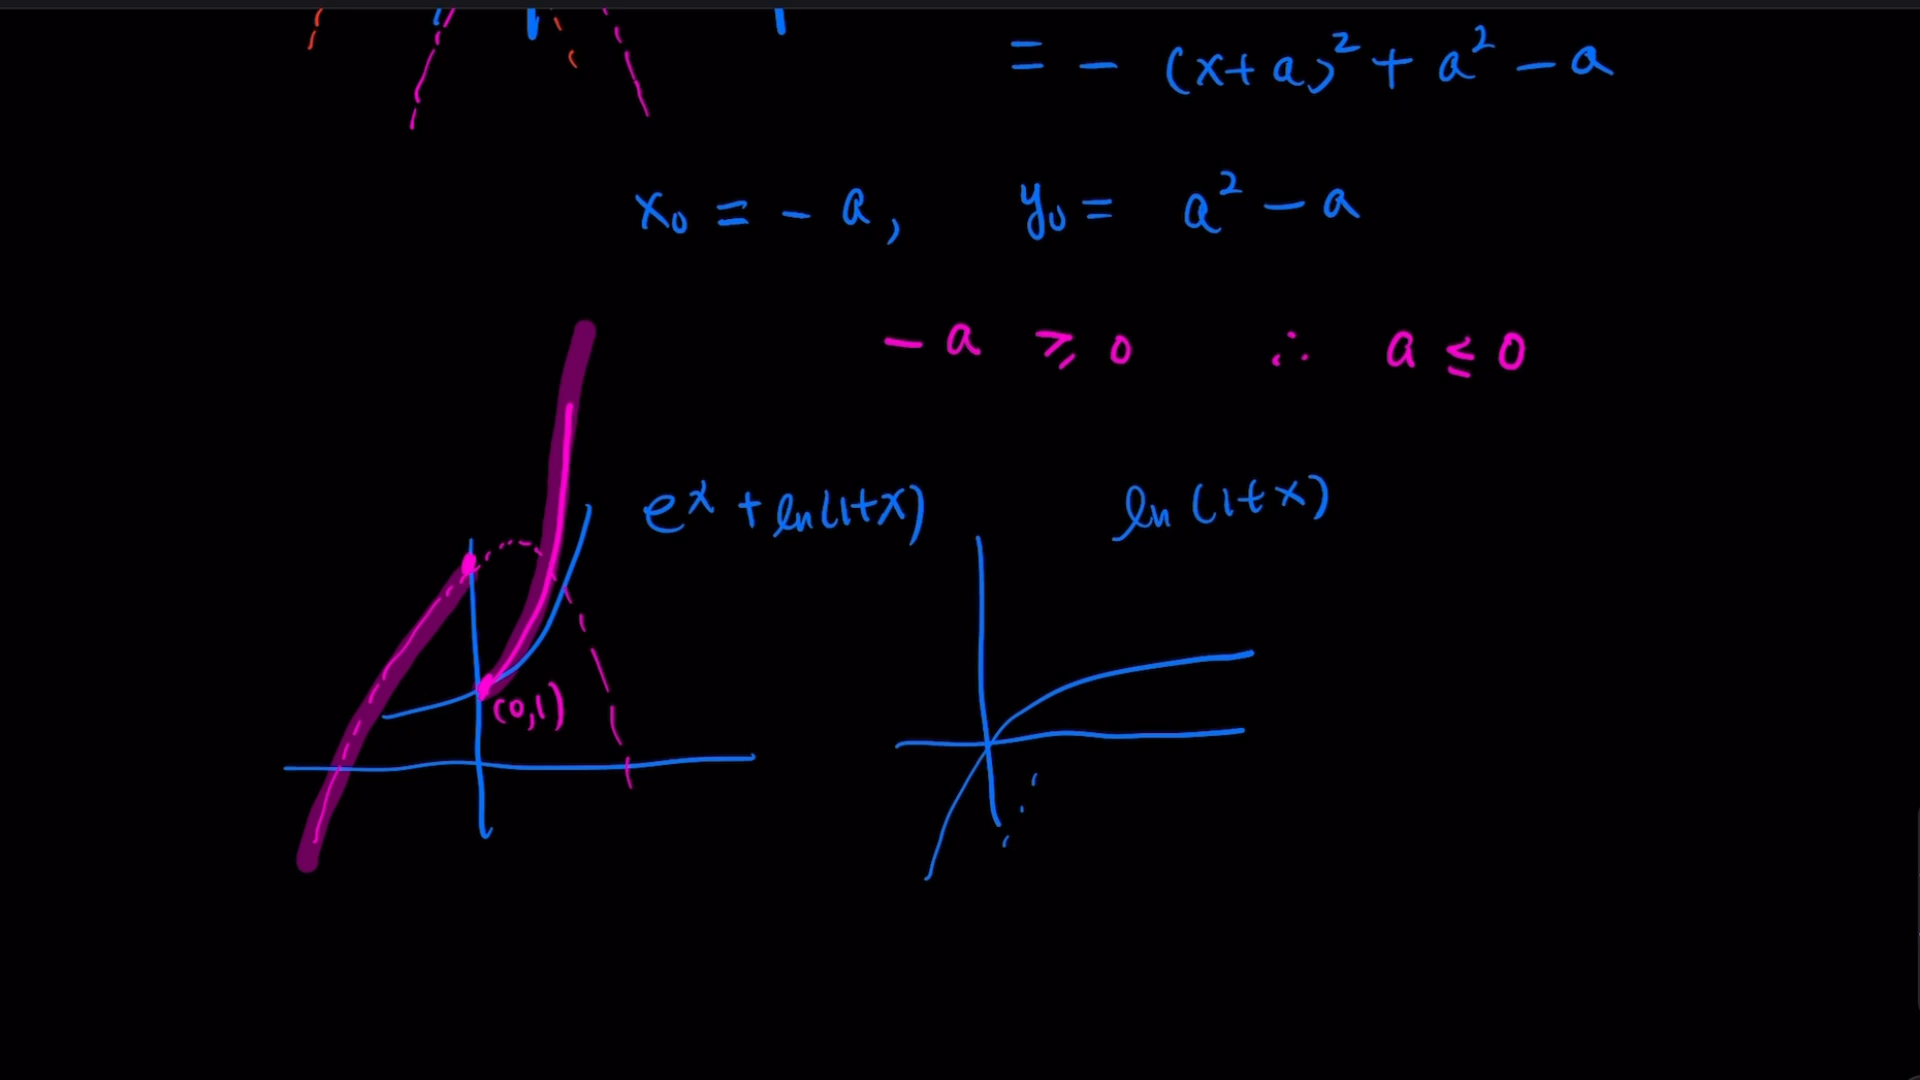 = - (x+a)² + a² - a
x₀ = - a, y₀ = a² - a
- a ⩾ 0 ∴ a ≤ 0
eˣ + ln(1+x) ln(1+x)
(0,1)